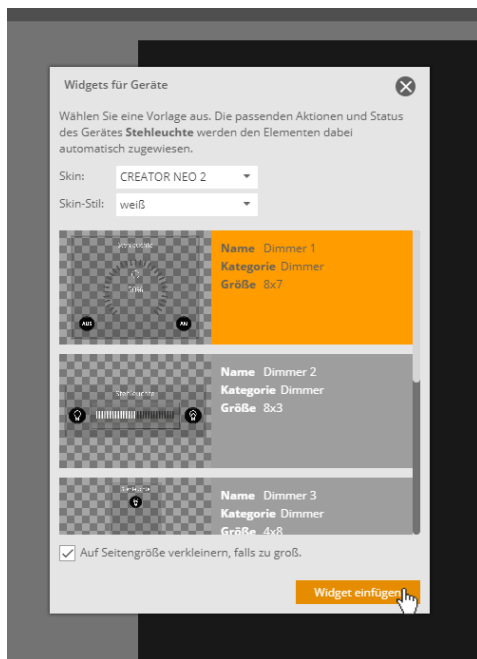 Widgets für Geräte
Wählen Sie eine Vorlage aus. Die passenden Aktionen und Status
des Gerätes Stehleuchte werden den Elementen dabei
automatisch zugewiesen.
Skin: CREATOR NEO 2
Skin-Stil: weiß
Stehleuchte
50%
AUS AN
Name Dimmer 1
Kategorie Dimmer
Größe 8x7
Stehleuchte
Name Dimmer 2
Kategorie Dimmer
Größe 8x3
Stehleuchte
Name Dimmer 3
Kategorie Dimmer
Größe 4x8
Auf Seitengröße verkleinern, falls zu groß.
Widget einfügen